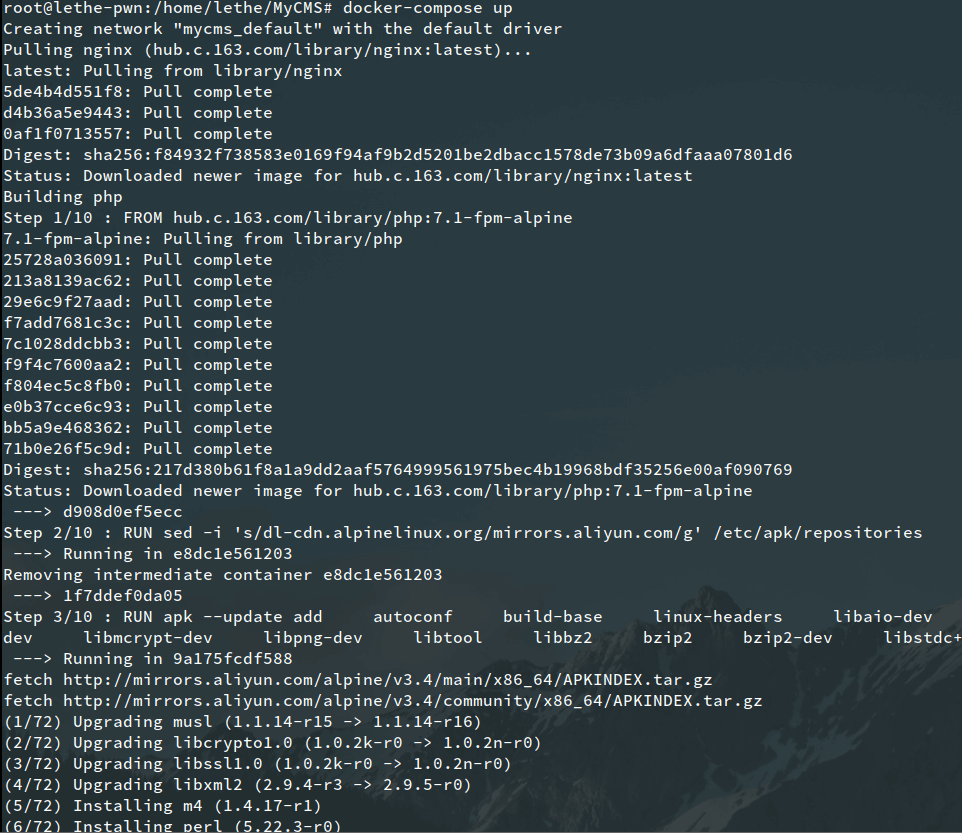 root@lethe-pwn:/home/lethe/MyCMS# docker-compose up
Creating network "mycms_default" with the default driver
Pulling nginx (hub.c.163.com/library/nginx:latest)...
latest: Pulling from library/nginx
5de4b4d551f8: Pull complete
d4b36a5e9443: Pull complete
0af1f0713557: Pull complete
Digest: sha256:f84932f738583e0169f94af9b2d5201be2dbacc1578de73b09a6dfaaa07801d6
Status: Downloaded newer image for hub.c.163.com/library/nginx:latest
Building php
Step 1/10 : FROM hub.c.163.com/library/php:7.1-fpm-alpine
7.1-fpm-alpine: Pulling from library/php
25728a036091: Pull complete
213a8139ac62: Pull complete
29e6c9f27aad: Pull complete
f7add7681c3c: Pull complete
7c1028ddcbb3: Pull complete
f9f4c7600aa2: Pull complete
f804ec5c8fb0: Pull complete
e0b37cce6c93: Pull complete
bb5a9e468362: Pull complete
71b0e26f5c9d: Pull complete
Digest: sha256:217d380b61f8a1a9dd2aaf5764999561975bec4b19968bdf35256e00af090769
Status: Downloaded newer image for hub.c.163.com/library/php:7.1-fpm-alpine
 ---> d908d0ef5ecc
Step 2/10 : RUN sed -i 's/dl-cdn.alpinelinux.org/mirrors.aliyun.com/g' /etc/apk/repositories
 ---> Running in e8dc1e561203
Removing intermediate container e8dc1e561203
 ---> 1f7ddef0da05
Step 3/10 : RUN apk --update add     autoconf     build-base     linux-headers     libaio-dev
dev     libmcrypt-dev     libpng-dev     libtool     libbz2     bzip2     bzip2-dev     libstdc+
 ---> Running in 9a175fcdf588
fetch http://mirrors.aliyun.com/alpine/v3.4/main/x86_64/APKINDEX.tar.gz
fetch http://mirrors.aliyun.com/alpine/v3.4/community/x86_64/APKINDEX.tar.gz
(1/72) Upgrading musl (1.1.14-r15 -> 1.1.14-r16)
(2/72) Upgrading libcrypto1.0 (1.0.2k-r0 -> 1.0.2n-r0)
(3/72) Upgrading libssl1.0 (1.0.2k-r0 -> 1.0.2n-r0)
(4/72) Upgrading libxml2 (2.9.4-r3 -> 2.9.5-r0)
(5/72) Installing m4 (1.4.17-r1)
(6/72) Installing perl (5.22.3-r0)